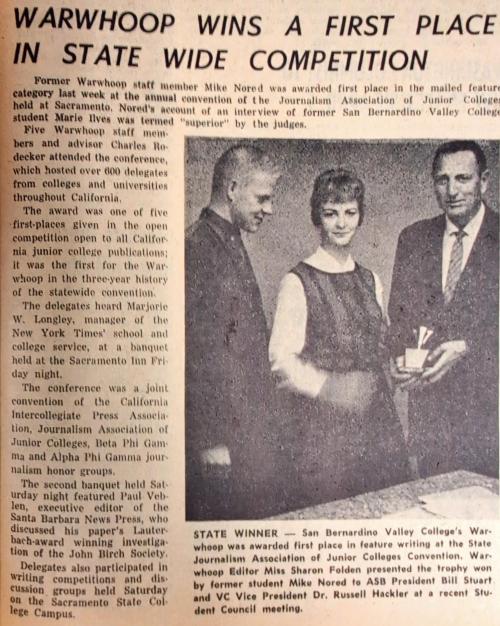 WARWHOOP WINS A FIRST PLACE
IN STATE WIDE COMPETITION
Former Warwhoop staff member Mike Nored was awarded first place in the mailed feature
category last week at the annual convention of the Journalism Association of Junior Colleges
held at Sacramento. Nored's account of an interview of former San Bernardino Valley College
student Marie Ilves was termed "superior" by the judges.
Five Warwhoop staff mem-
bers and advisor Charles Ro-
decker attended the conference,
which hosted over 600 delegates
from colleges and universities
throughout California.
The award was one of five
first-places given in the open
competition open to all Califor-
nia junior college publications;
it was the first for the War-
whoop in the three-year history
of the statewide convention.
The delegates heard Marjorie
W. Longley, manager of the
New York Times' school and
college service, at a banquet
held at the Sacramento Inn Fri-
day night.
The conference was a joint
convention of the California
Intercollegiate Press Associa-
tion, Journalism Association of
Junior Colleges, Beta Phi Gam-
ma and Alpha Phi Gamma jour-
nalism honor groups.
The second banquet held Sat-
urday night featured Paul Veb-
len, executive editor of the
Santa Barbara News Press, who
discussed his paper's Lauter-
bach-award winning investiga-
tion of the John Birch Society.
Delegates also participated in
writing competitions and dis-
cussion groups held Saturday
on the Sacramento State Col-
lege Campus.
STATE WINNER — San Bernardino Valley College's War-
whoop was awarded first place in feature writing at the State
Journalism Association of Junior Colleges Convention. War-
whoop Editor Miss Sharon Folden presented the trophy won
by former student Mike Nored to ASB President Bill Stuart
and VC Vice President Dr. Russell Hackler at a recent Stu-
dent Council meeting.